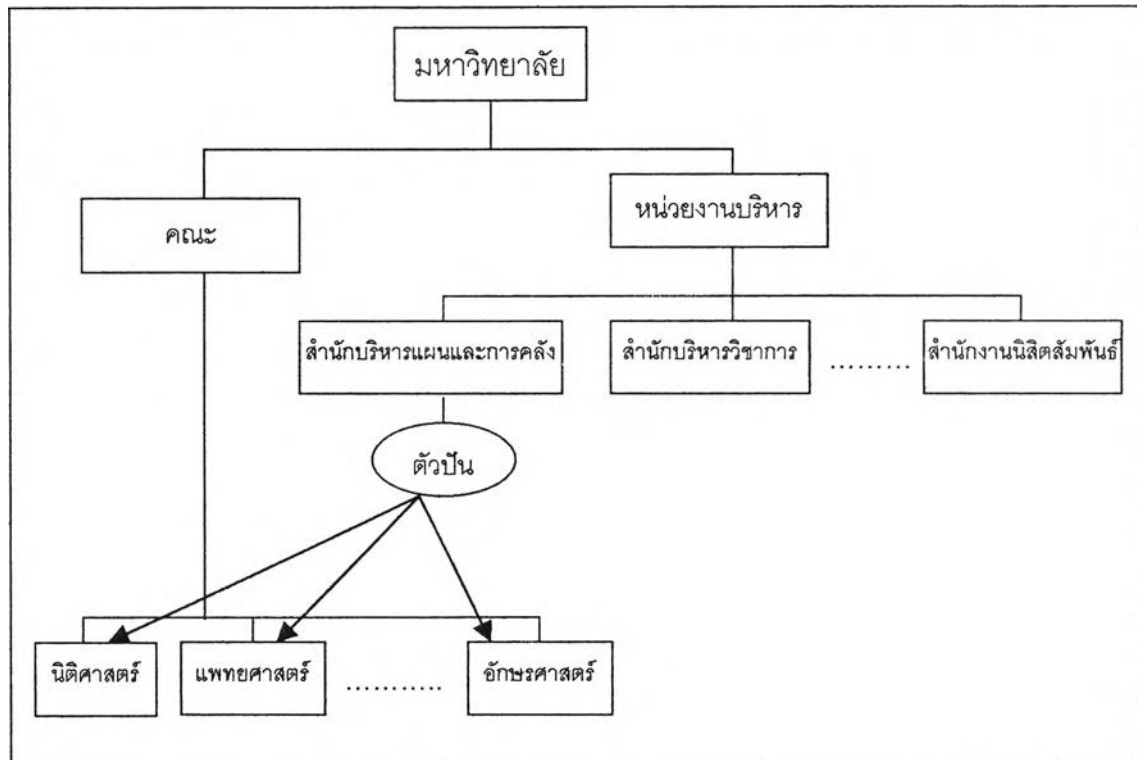 มหาวิทยาลัย
คณะ
หน่วยงานบริหาร
สำนักบริหารแผนและการคลัง
สำนักบริหารวิชาการ
.........
สำนักงานนิสิตสัมพันธ์
ตัวปัน
นิติศาสตร์
แพทยศาสตร์
...........
อักษรศาสตร์